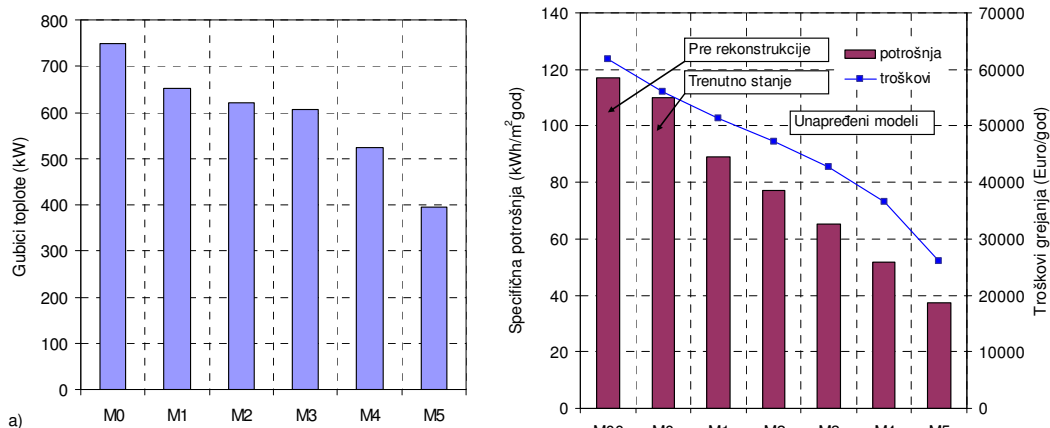 Gubici toplote (kW)
800
700
600
500
400
300
200
100
0
M0 M1 M2 M3 M4 M5
a)
Specifična potrošnja (kWh/m²god)
140
120
100
80
60
40
20
0
Pre rekonstrukcije
Trenutno stanje
Unapređeni modeli
potrošnja
troškovi
70000
60000
50000
40000
30000
20000
10000
0
Troškovi grejanja (Euro/god)